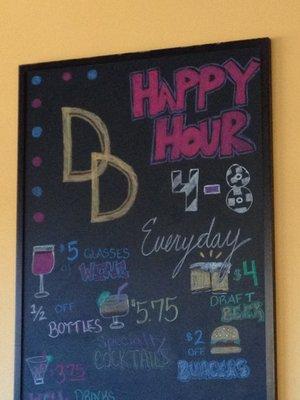 DD
HAPPY
HOUR
4-8
Everyday
$5 GLASSES
of WINE
1/2 OFF
BOTTLES
$4
DRAFT
BEER
$5.75
Specialty
COCKTAILS
$2 OFF
BURGERS
$3.75
WELL DRINKS